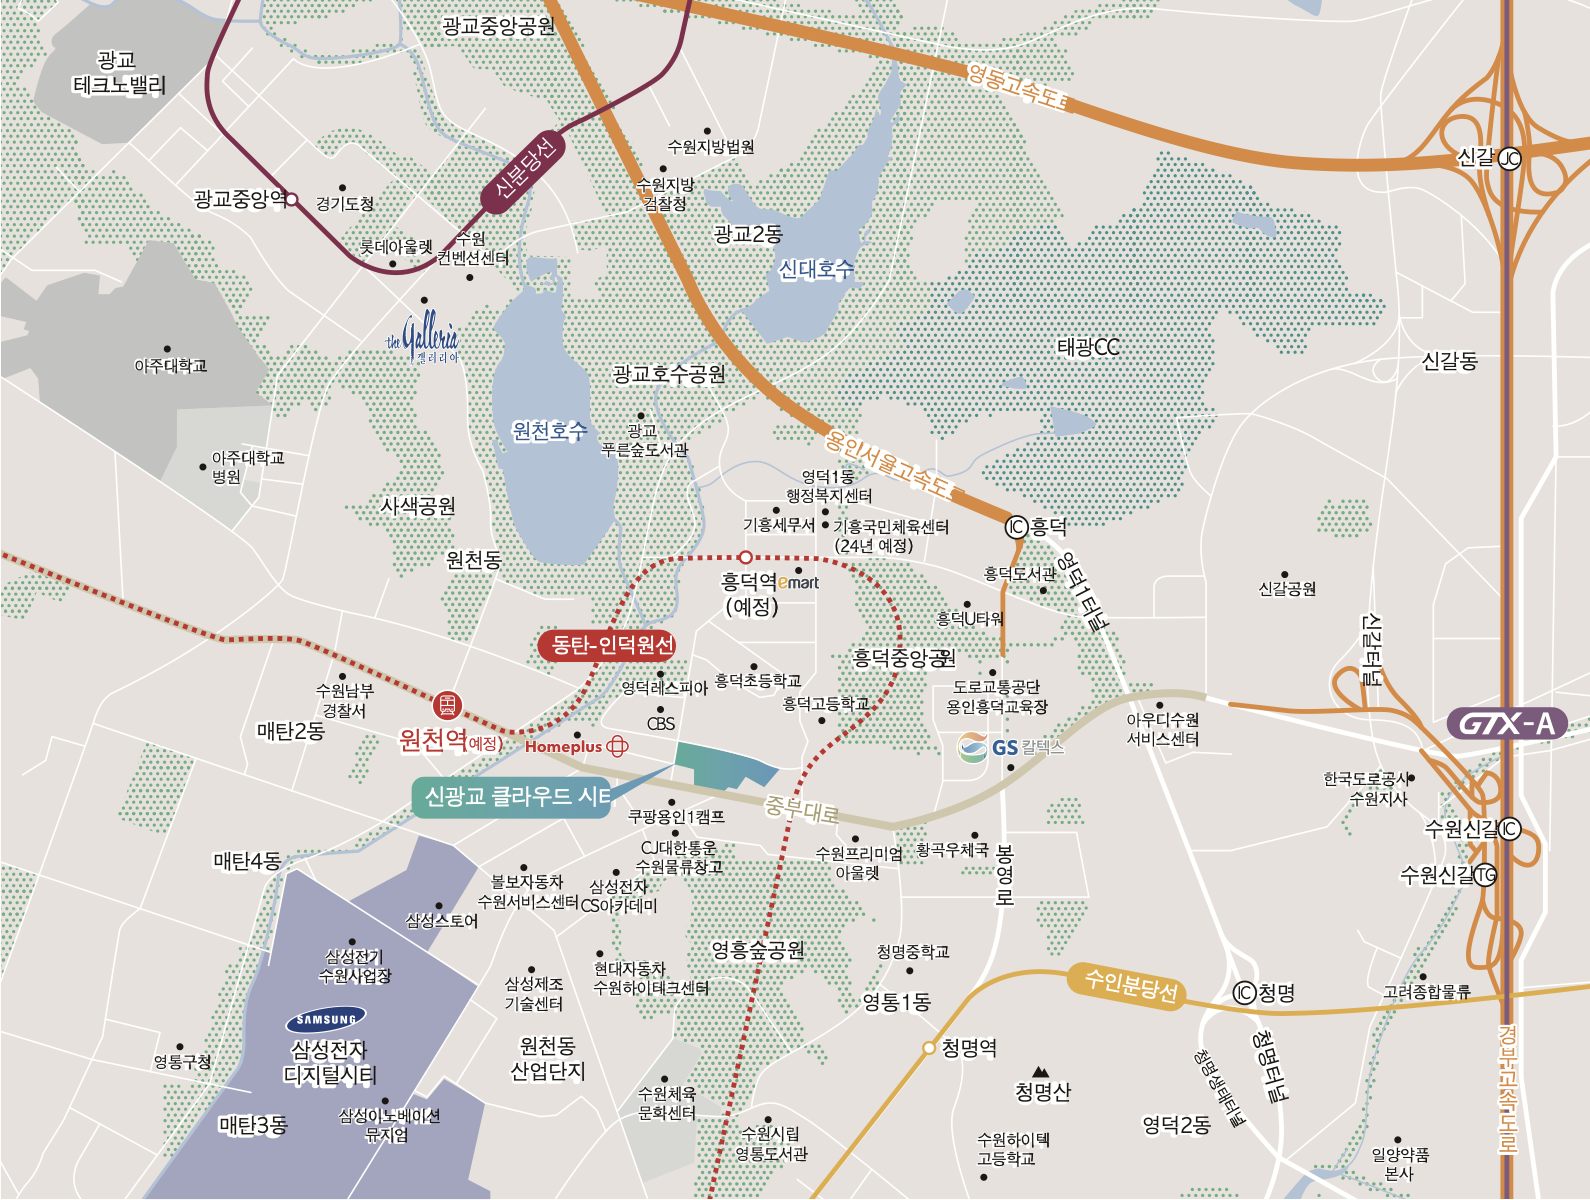 광교중앙공원
광교
테크노밸리
영동고속도로
수원지방법원
신갈
JC
신분당선
수원지방
검찰청
광교중앙역
경기도청
광교2동
롯데아울렛
수원
컨벤션센터
신대호수
the Galleria
갤러리아
태광CC
신갈동
아주대학교
광교호수공원
원천호수
광교
푸른숲도서관
용인서울고속도로
아주대학교
병원
영덕1동
행정복지센터
사색공원
기흥세무서
기흥국민체육센터
(24년 예정)
IC
흥덕
원천동
흥덕역
(예정)
emart
흥덕도서관
영덕1터널
신갈공원
흥덕U타워
신갈터널
동탄-인덕원선
흥덕중앙공원
영덕레스피아
흥덕초등학교
도로교통공단
용인흥덕교육장
수원남부
경찰서
흥덕고등학교
CBS
매탄2동
원천역(예정)
Homeplus
GS칼텍스
아우디수원
서비스센터
GTX-A
신광교 클라우드 시티
한국도로공사
수원지사
중부대로
쿠팡용인1캠프
수원신갈
IC
CJ대한통운
수원물류창고
수원프리미엄
아울렛
황곡우체국
봉영로
매탄4동
볼보자동차
수원서비스센터
삼성전자
CS아카데미
수원신갈
TG
삼성스토어
영흥숲공원
삼성전기
수원사업장
청명중학교
현대자동차
수원하이테크센터
삼성제조
기술센터
영통1동
수인분당선
IC
청명
고려종합물류
SAMSUNG
삼성전자
디지털시티
영통구청
원천동
산업단지
청명역
청명터널
청명생태터널
경부고속도로
청명산
수원체육
문화센터
삼성이노베이션
뮤지엄
매탄3동
수원시립
영통도서관
영덕2동
수원하이텍
고등학교
일양약품
본사